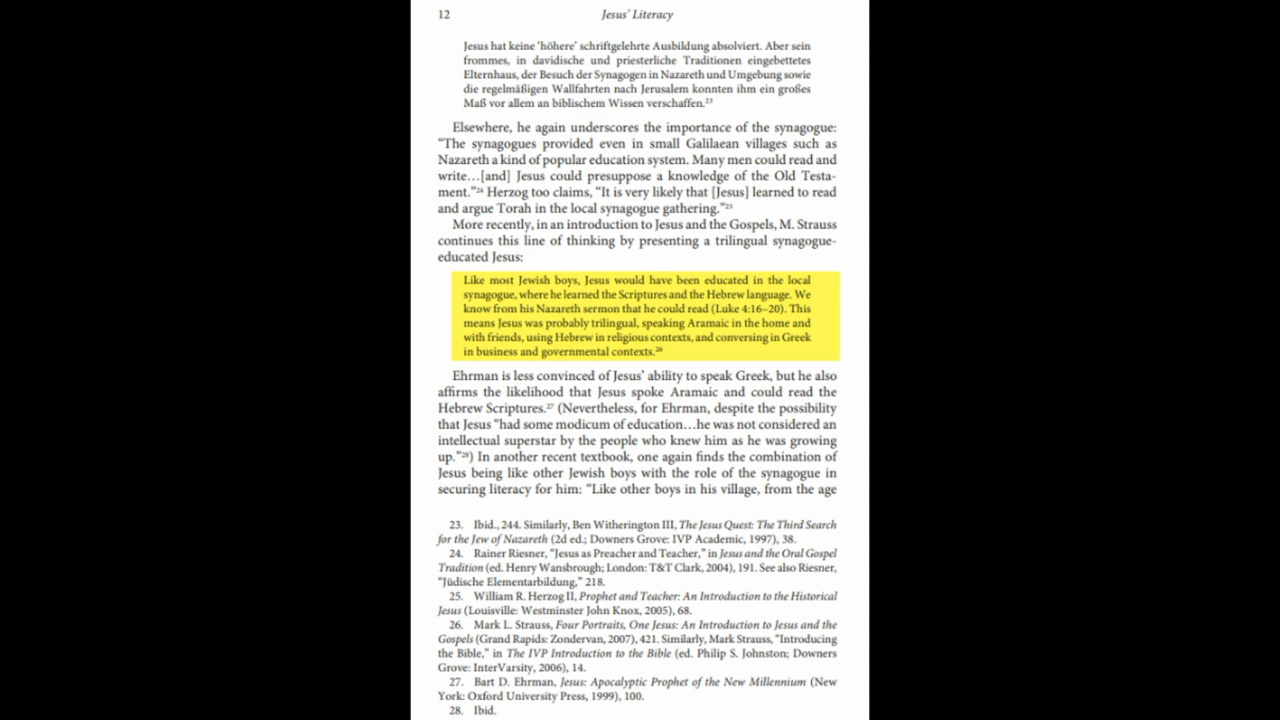 12 Jesus' Literacy
Jesus hat keine 'höhere' schriftgelehrte Ausbildung absolviert. Aber sein
frommes, in davidische und priesterliche Traditionen eingebettetes
Elternhaus, der Besuch der Synagogen in Nazareth und Umgebung sowie
die regelmäßigen Wallfahrten nach Jerusalem konnten ihm ein großes
Maß vor allem an biblischem Wissen verschaffen.23
Elsewhere, he again underscores the importance of the synagogue:
“The synagogues provided even in small Galilaean villages such as
Nazareth a kind of popular education system. Many men could read and
write…[and] Jesus could presuppose a knowledge of the Old Testa-
ment.”24 Herzog too claims, “It is very likely that [Jesus] learned to read
and argue Torah in the local synagogue gathering.”25
More recently, in an introduction to Jesus and the Gospels, M. Strauss
continues this line of thinking by presenting a trilingual synagogue-
educated Jesus:
Like most Jewish boys, Jesus would have been educated in the local
synagogue, where he learned the Scriptures and the Hebrew language. We
know from his Nazareth sermon that he could read (Luke 4:16–20). This
means Jesus was probably trilingual, speaking Aramaic in the home and
with friends, using Hebrew in religious contexts, and conversing in Greek
in business and governmental contexts.26
Ehrman is less convinced of Jesus' ability to speak Greek, but he also
affirms the likelihood that Jesus spoke Aramaic and could read the
Hebrew Scriptures.27 (Nevertheless, for Ehrman, despite the possibility
that Jesus “had some modicum of education…he was not considered an
intellectual superstar by the people who knew him as he was growing
up.”28) In another recent textbook, one again finds the combination of
Jesus being like other Jewish boys with the role of the synagogue in
securing literacy for him: “Like other boys in his village, from the age
23. Ibid., 244. Similarly, Ben Witherington III, The Jesus Quest: The Third Search
for the Jew of Nazareth (2d ed.; Downers Grove: IVP Academic, 1997), 38.
24. Rainer Riesner, “Jesus as Preacher and Teacher,” in Jesus and the Oral Gospel
Tradition (ed. Henry Wansbrough; London: T&T Clark, 2004), 191. See also Riesner,
“Jüdische Elementarbildung,” 218.
25. William R. Herzog II, Prophet and Teacher: An Introduction to the Historical
Jesus (Louisville: Westminster John Knox, 2005), 68.
26. Mark L. Strauss, Four Portraits, One Jesus: An Introduction to Jesus and the
Gospels (Grand Rapids: Zondervan, 2007), 421. Similarly, Mark Strauss, “Introducing
the Bible,” in The IVP Introduction to the Bible (ed. Philip S. Johnston; Downers
Grove: InterVarsity, 2006), 14.
27. Bart D. Ehrman, Jesus: Apocalyptic Prophet of the New Millennium (New
York: Oxford University Press, 1999), 100.
28. Ibid.